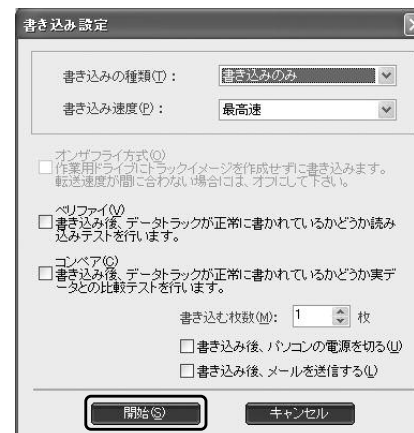 書き込み設定
書き込みの種類(T)：
書き込みのみ
書き込み速度(P)：
最高速
オンザフライ方式(O)
作業用ドライブにトラックイメージを作成せずに書き込みます。
転送速度が間に合わない場合には、オフにして下さい。
ベリファイ(V)
書き込み後、データトラックが正常に書かれているかどうか読み
込みテストを行います。
コンペア(C)
書き込み後、データトラックが正常に書かれているかどうか実デ
ータとの比較テストを行います。
書き込む枚数(M)： 1 枚
書き込み後、パソコンの電源を切る(U)
書き込み後、メールを送信する(L)
開始(S)
キャンセル